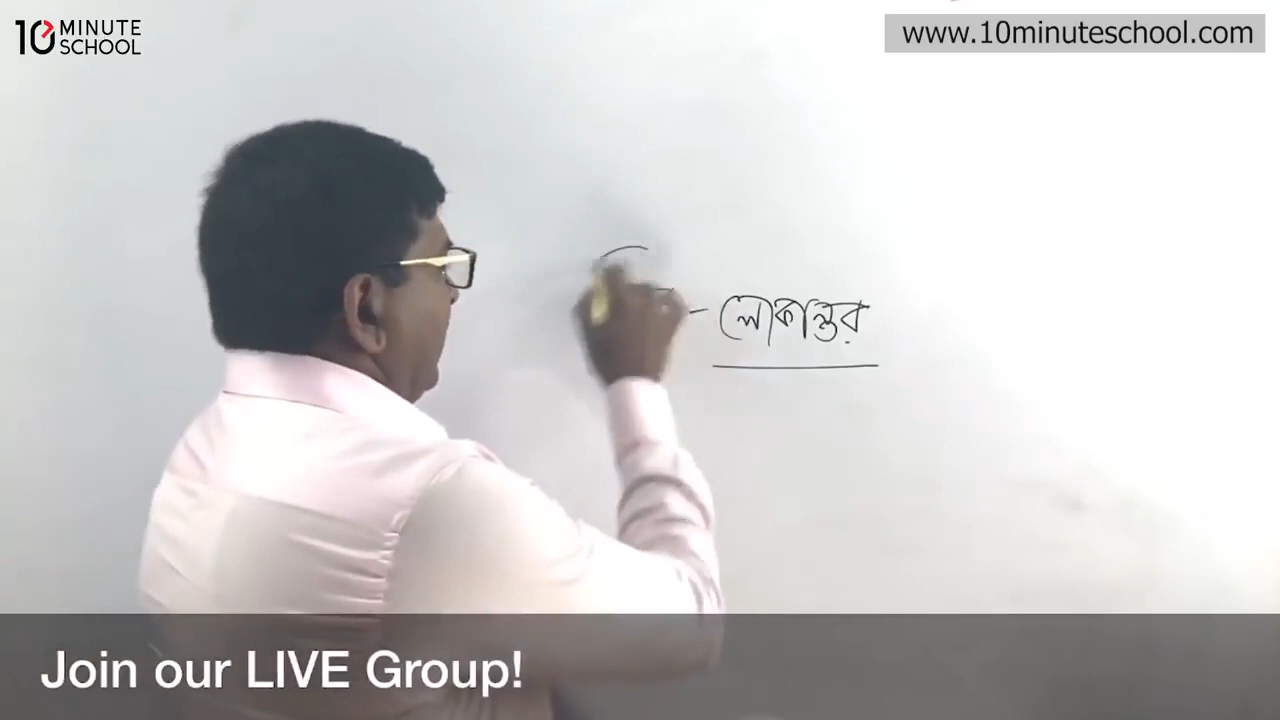 10 MINUTE
SCHOOL
www.10minuteschool.com
- লোকান্তর
Join our LIVE Group!